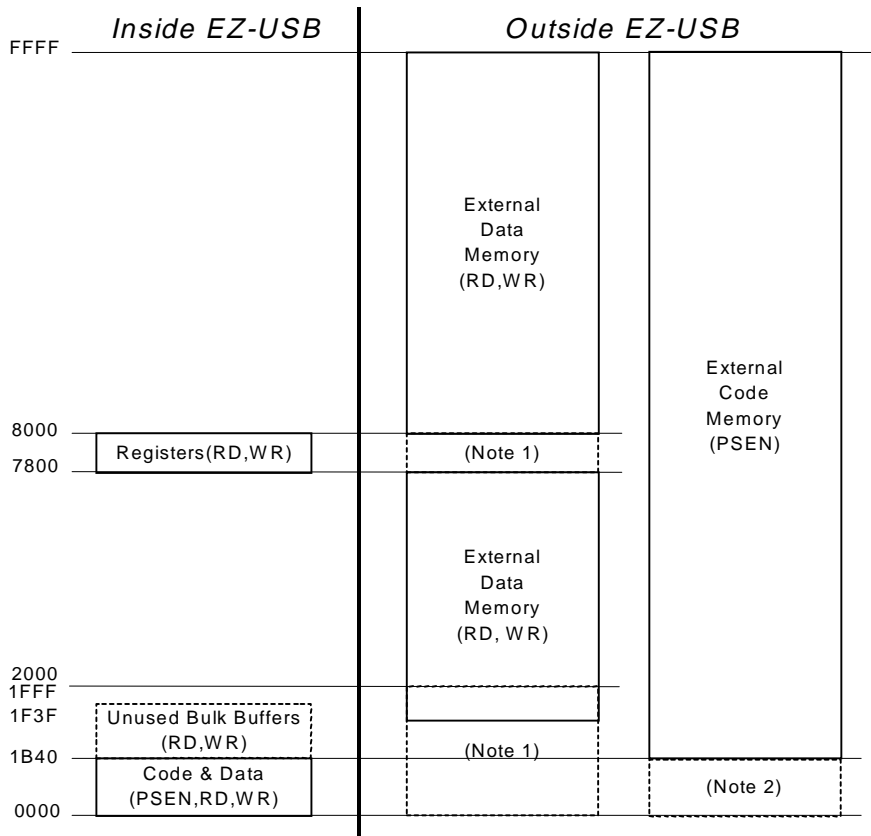 Inside EZ-USB
Outside EZ-USB
FFFF
External
Data
Memory
(RD,WR)
External
Code
Memory
(PSEN)
8000
Registers(RD,WR)
(Note 1)
7800
External
Data
Memory
(RD, WR)
2000
1FFF
1F3F
Unused Bulk Buffers
(RD,WR)
(Note 1)
1B40
Code & Data
(PSEN,RD,WR)
(Note 2)
0000